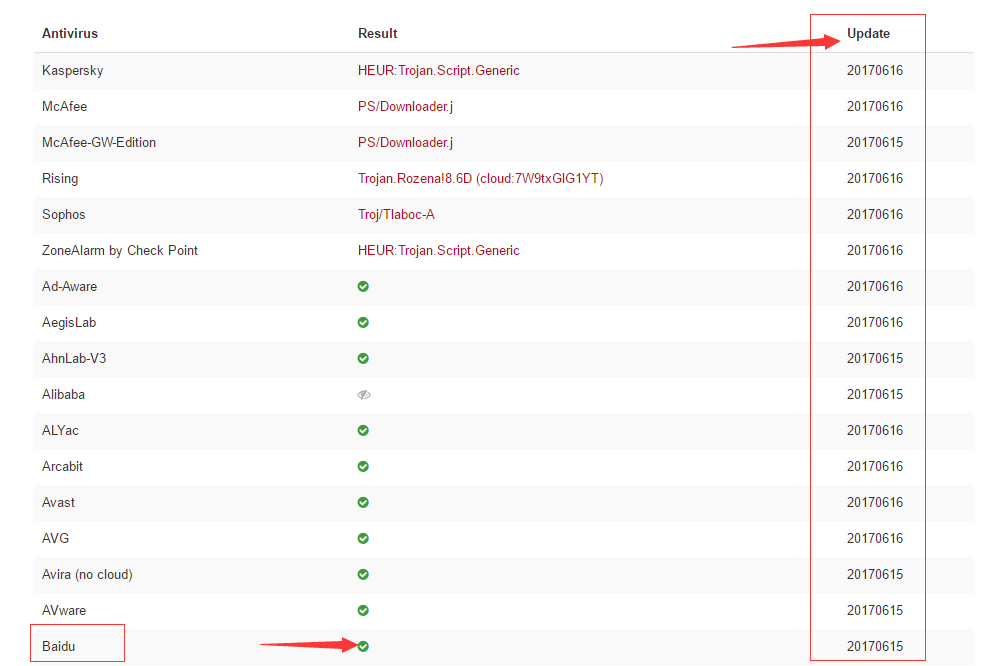 Antivirus Result Update
Kaspersky HEUR:Trojan.Script.Generic 20170616
McAfee PS/Downloader.j 20170616
McAfee-GW-Edition PS/Downloader.j 20170615
Rising Trojan.Rozena!8.6D (cloud:7W9txGIG1YT) 20170616
Sophos Troj/Tlaboc-A 20170616
ZoneAlarm by Check Point HEUR:Trojan.Script.Generic 20170616
Ad-Aware 20170616
AegisLab 20170616
AhnLab-V3 20170615
Alibaba 20170615
ALYac 20170616
Arcabit 20170616
Avast 20170616
AVG 20170616
Avira (no cloud) 20170615
AVware 20170615
Baidu 20170615